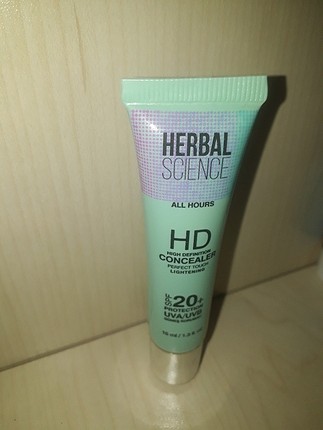 HERBAL
SCIENCE
ALL HOURS
HD
HIGH DEFINITION
CONCEALER
PERFECT TOUCH
LIGHTENING
SPF 20+
PROTECTION
UVA/UVB